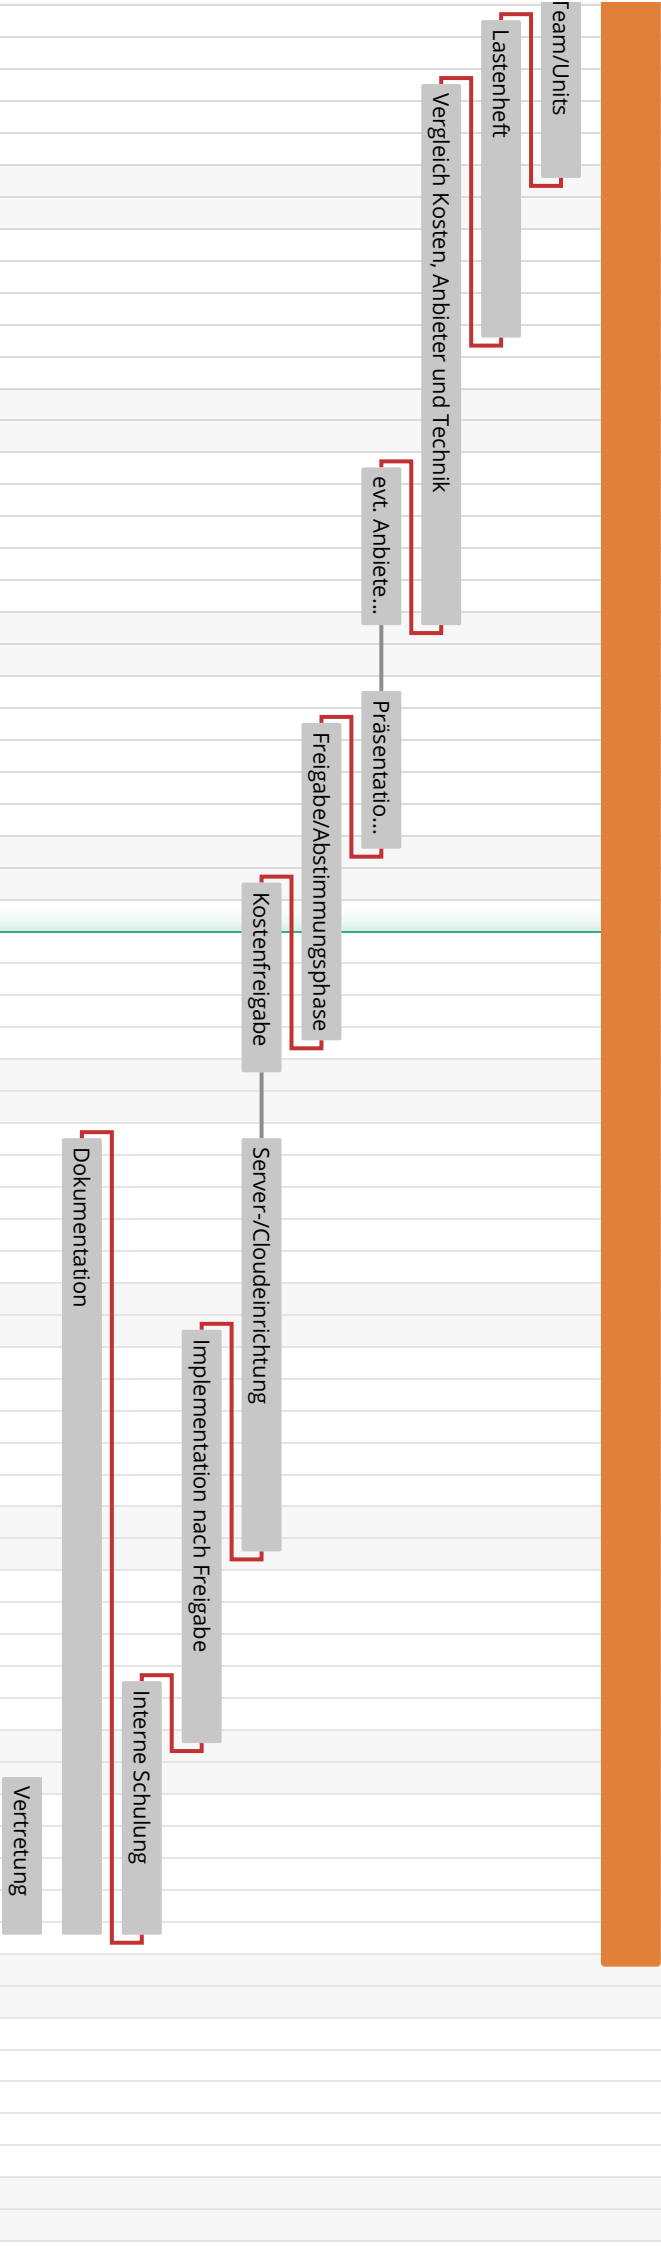 Team/Units
Lastenheft
Vergleich Kosten, Anbieter und Technik
evt. Anbiete...
Präsentatio...
Freigabe/Abstimmungsphase
Kostenfreigabe
Server-/Cloudeinrichtung
Implementation nach Freigabe
Interne Schulung
Dokumentation
Vertretung